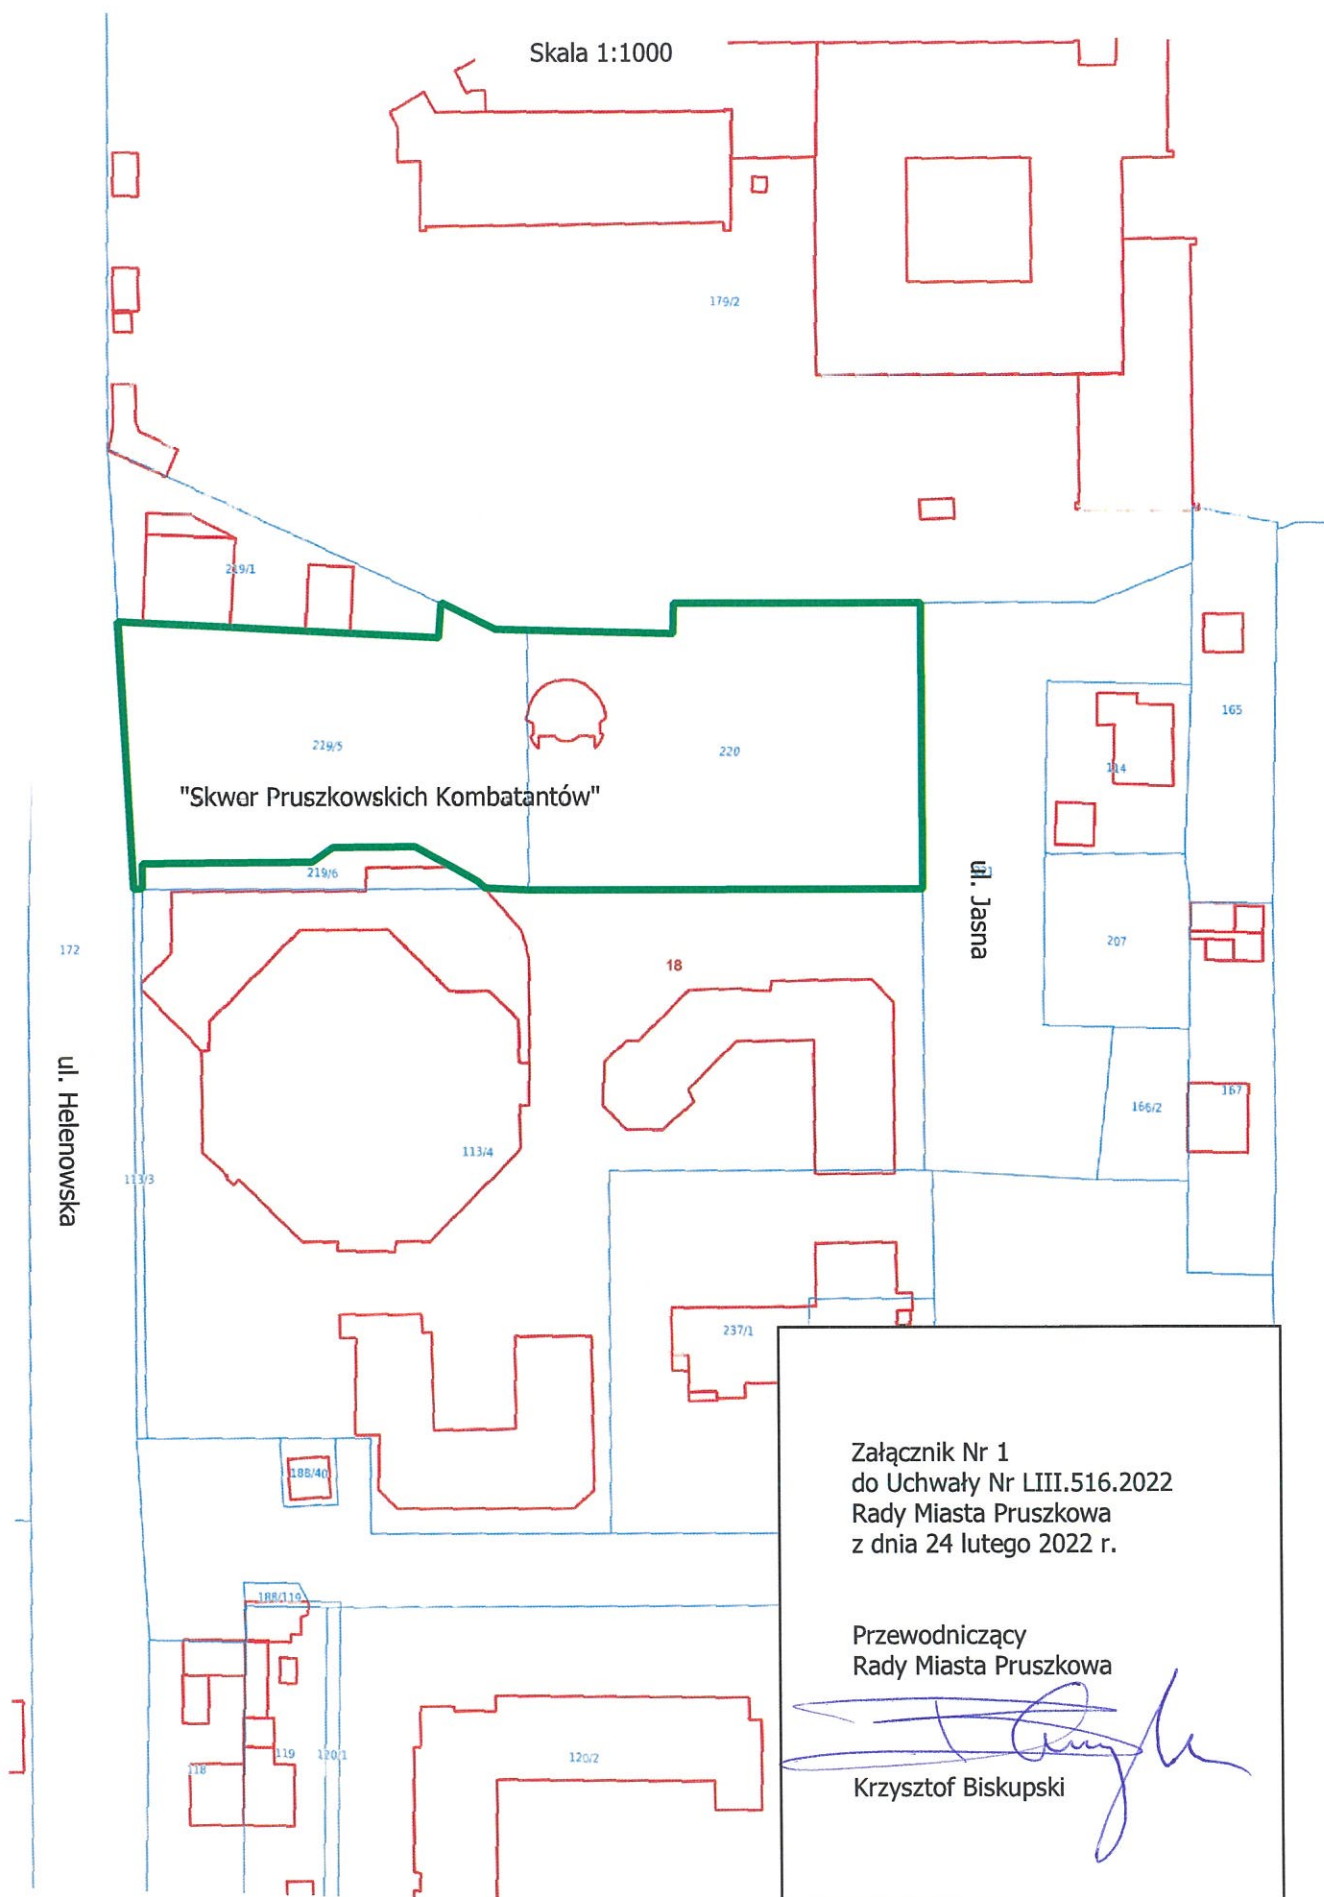 Skala 1:1000
179/2
219/1
165
219/5
220
114
"Skwer Pruszkowskich Kombatantów"
219/6
ul. Jasna
172
18
207
ul. Helenowska
167
166/2
113/4
113/3
237/1
Załącznik Nr 1
do Uchwały Nr LIII.516.2022
Rady Miasta Pruszkowa
z dnia 24 lutego 2022 r.
188/40
188/119
Przewodniczący
Rady Miasta Pruszkowa
119
120/1
120/2
118
Krzysztof Biskupski